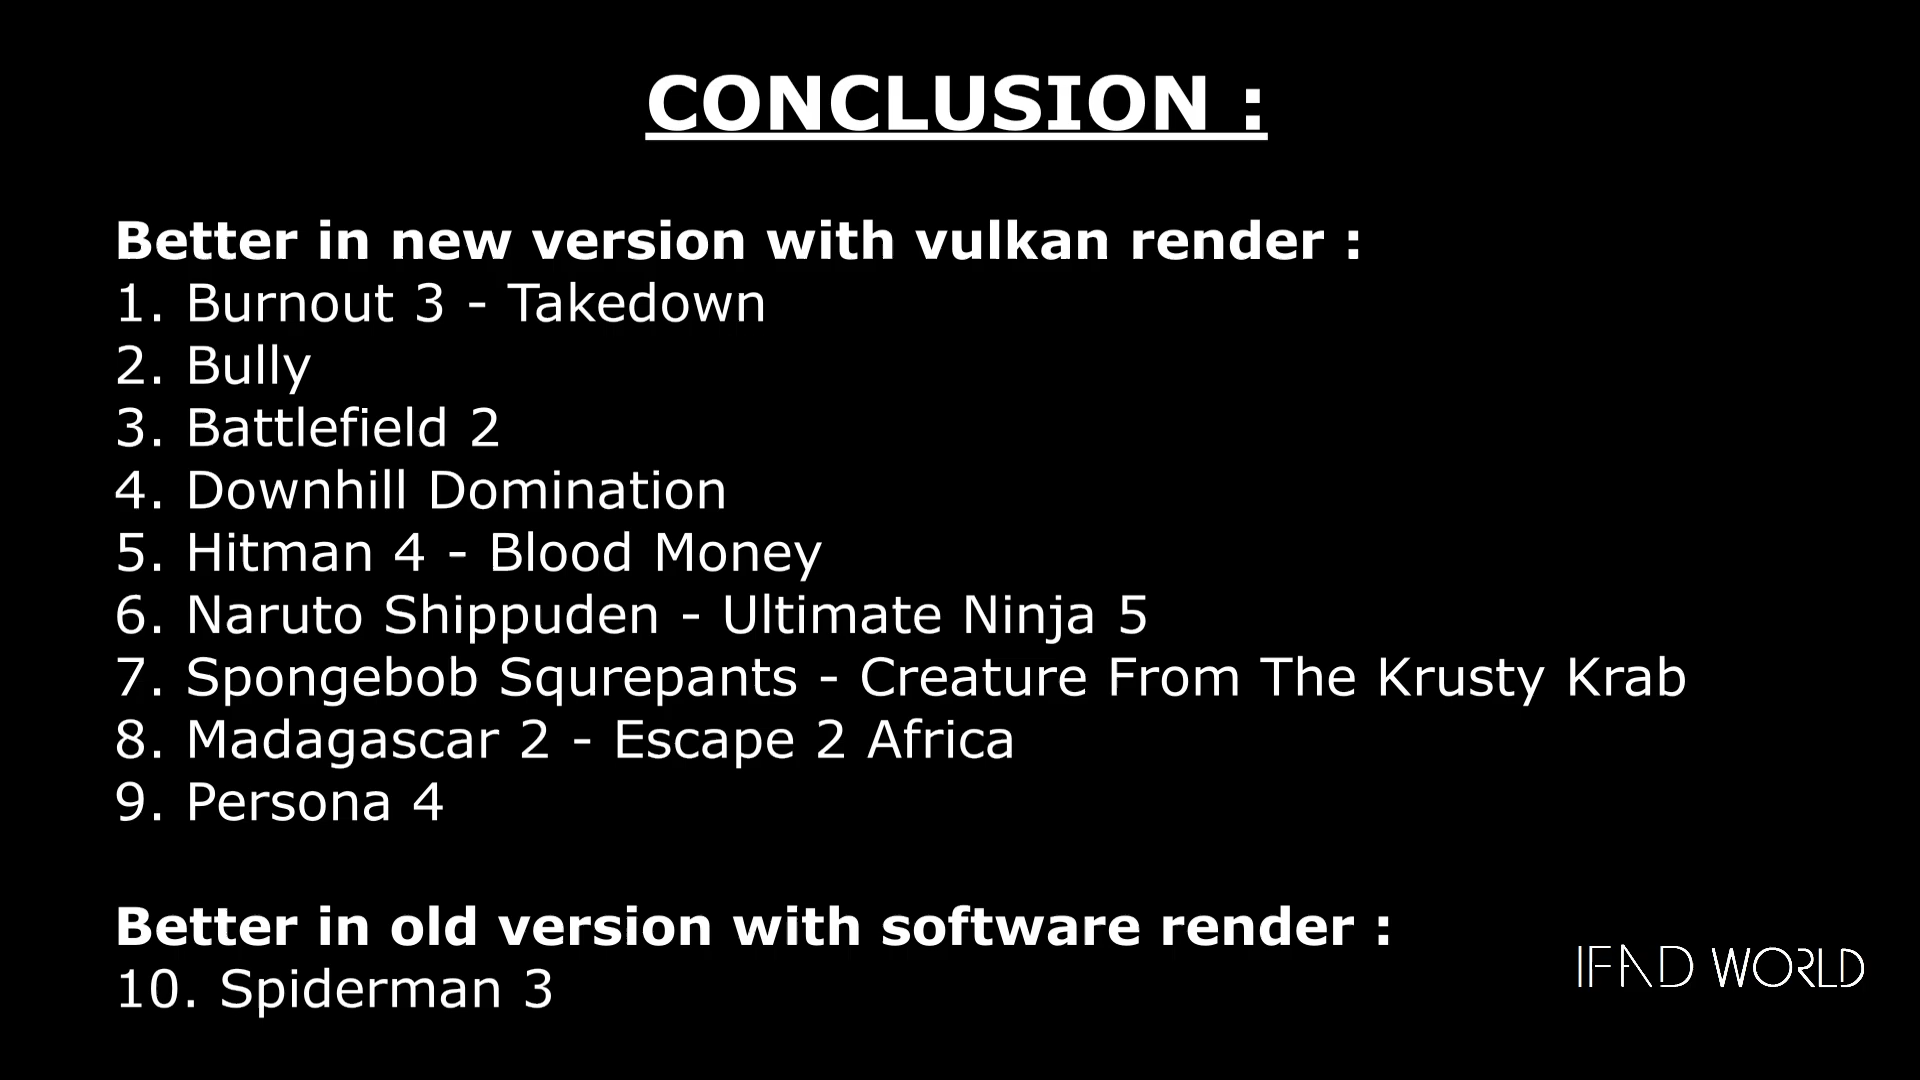 CONCLUSION :
Better in new version with vulkan render :
1. Burnout 3 - Takedown
2. Bully
3. Battlefield 2
4. Downhill Domination
5. Hitman 4 - Blood Money
6. Naruto Shippuden - Ultimate Ninja 5
7. Spongebob Squrepants - Creature From The Krusty Krab
8. Madagascar 2 - Escape 2 Africa
9. Persona 4
Better in old version with software render :
10. Spiderman 3
IFAD WORLD